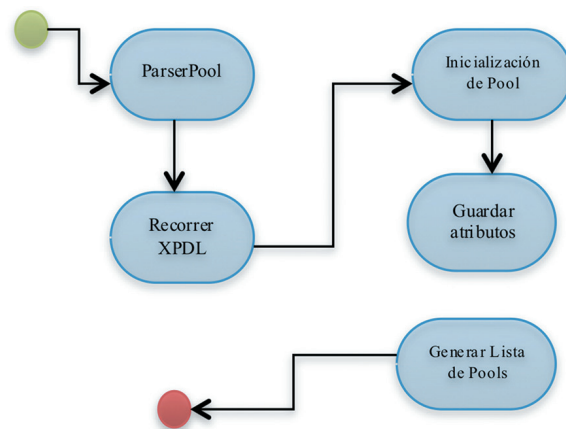 ParserPool
Inicialización
de Pool
Recorrer
XPDL
Guardar
atributos
Generar Lista
de Pools